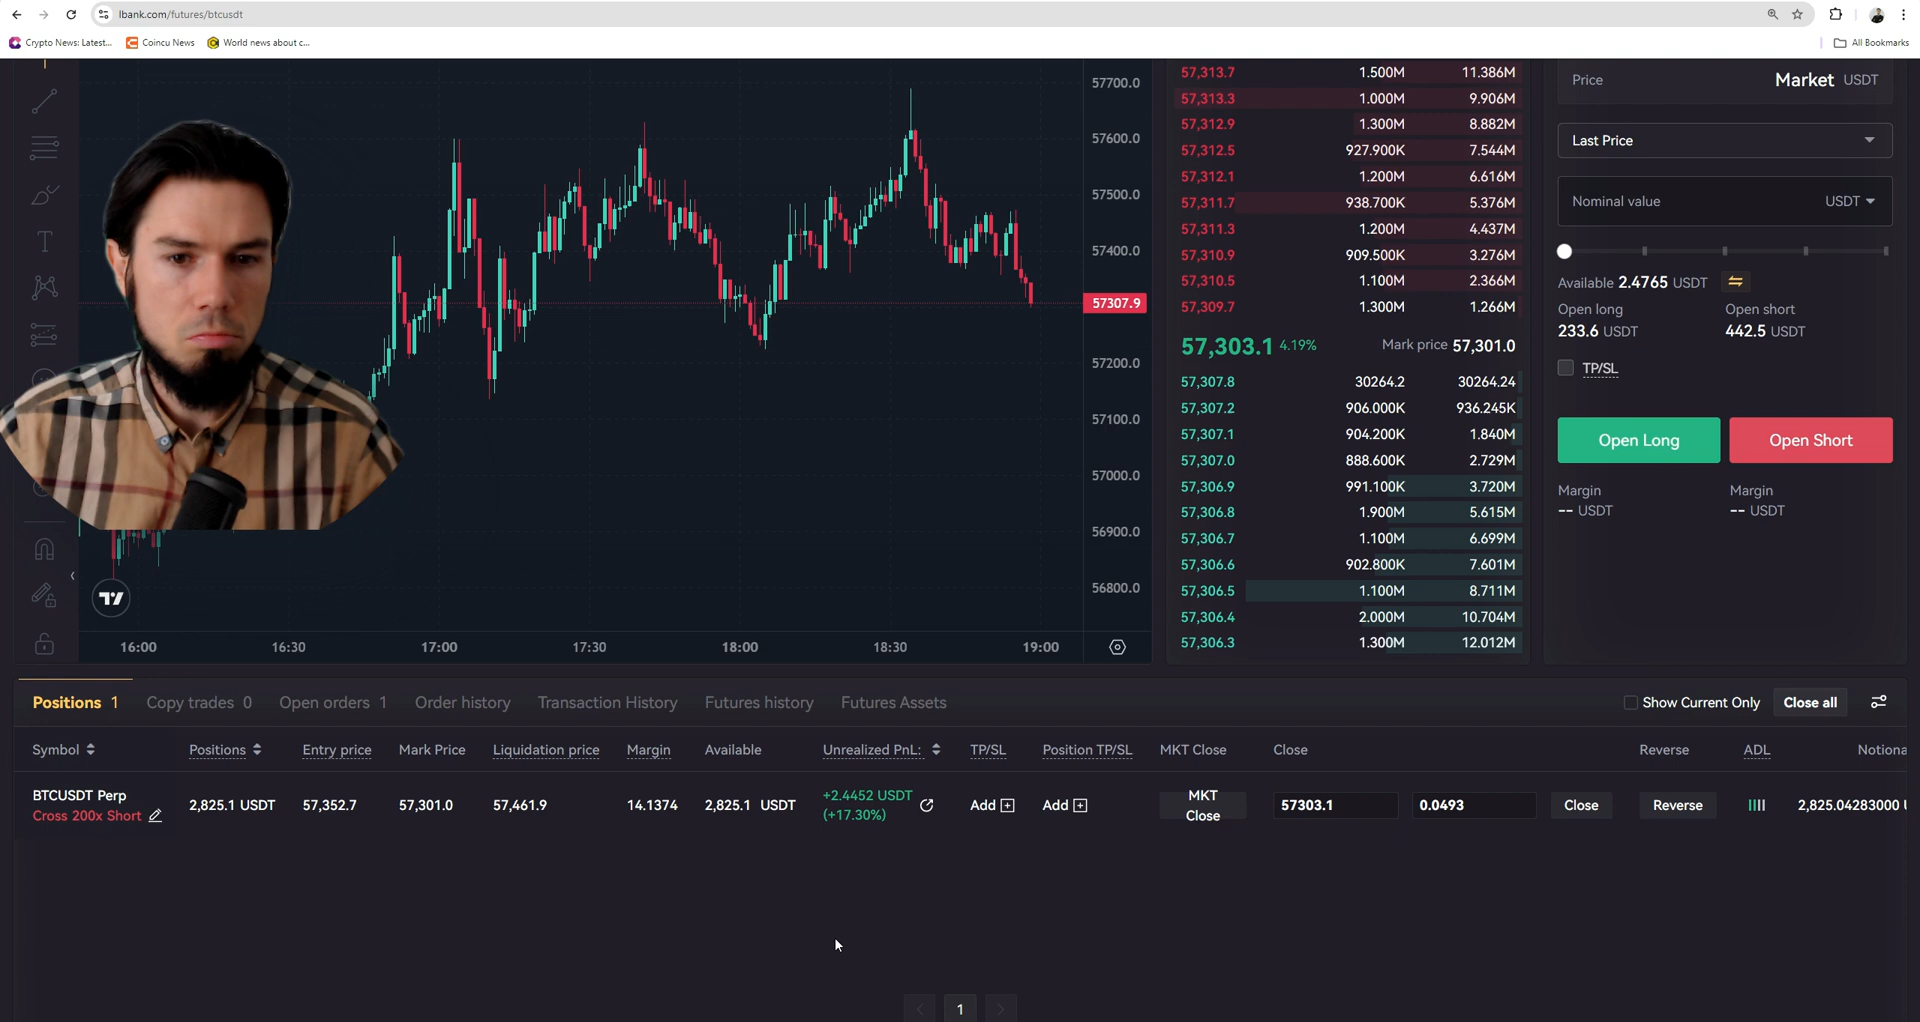 lbank.com/futures/btcusdt
Crypto News: Latest... Coincu News World news about c... All Bookmarks
57700.0
57600.0
57500.0
57400.0
57307.9
57200.0
57100.0
57000.0
56900.0
56800.0
16:00 16:30 17:00 17:30 18:00 18:30 19:00
57,313.7 1.500M 11.386M
57,313.3 1.000M 9.906M
57,312.9 1.300M 8.882M
57,312.5 927.900K 7.544M
57,312.1 1.200M 6.616M
57,311.7 938.700K 5.376M
57,311.3 1.200M 4.437M
57,310.9 909.500K 3.276M
57,310.5 1.100M 2.366M
57,309.7 1.300M 1.266M
57,303.1 4.19% Mark price 57,301.0
57,307.8 30264.2 30264.24
57,307.2 906.000K 936.245K
57,307.1 904.200K 1.840M
57,307.0 888.600K 2.729M
57,306.9 991.100K 3.720M
57,306.8 1.900M 5.615M
57,306.7 1.100M 6.699M
57,306.6 902.800K 7.601M
57,306.5 1.100M 8.711M
57,306.4 2.000M 10.704M
57,306.3 1.300M 12.012M
Price Market USDT
Last Price
Nominal value USDT
Available 2.4765 USDT
Open long Open short
233.6 USDT 442.5 USDT
TP/SL
Open Long Open Short
Margin Margin
-- USDT -- USDT
Positions 1 Copy trades 0 Open orders 1 Order history Transaction History Futures history Futures Assets Show Current Only Close all
Symbol Positions Entry price Mark Price Liquidation price Margin Available Unrealized PnL: TP/SL Position TP/SL MKT Close Close Reverse ADL Notiona
BTCUSDT Perp
Cross 200x Short
2,825.1 USDT 57,352.7 57,301.0 57,461.9 14.1374 2,825.1 USDT
+2.4452 USDT
(+17.30%)
Add Add
MKT
Close
57303.1 0.0493 Close Reverse 2,825.04283000 U
1